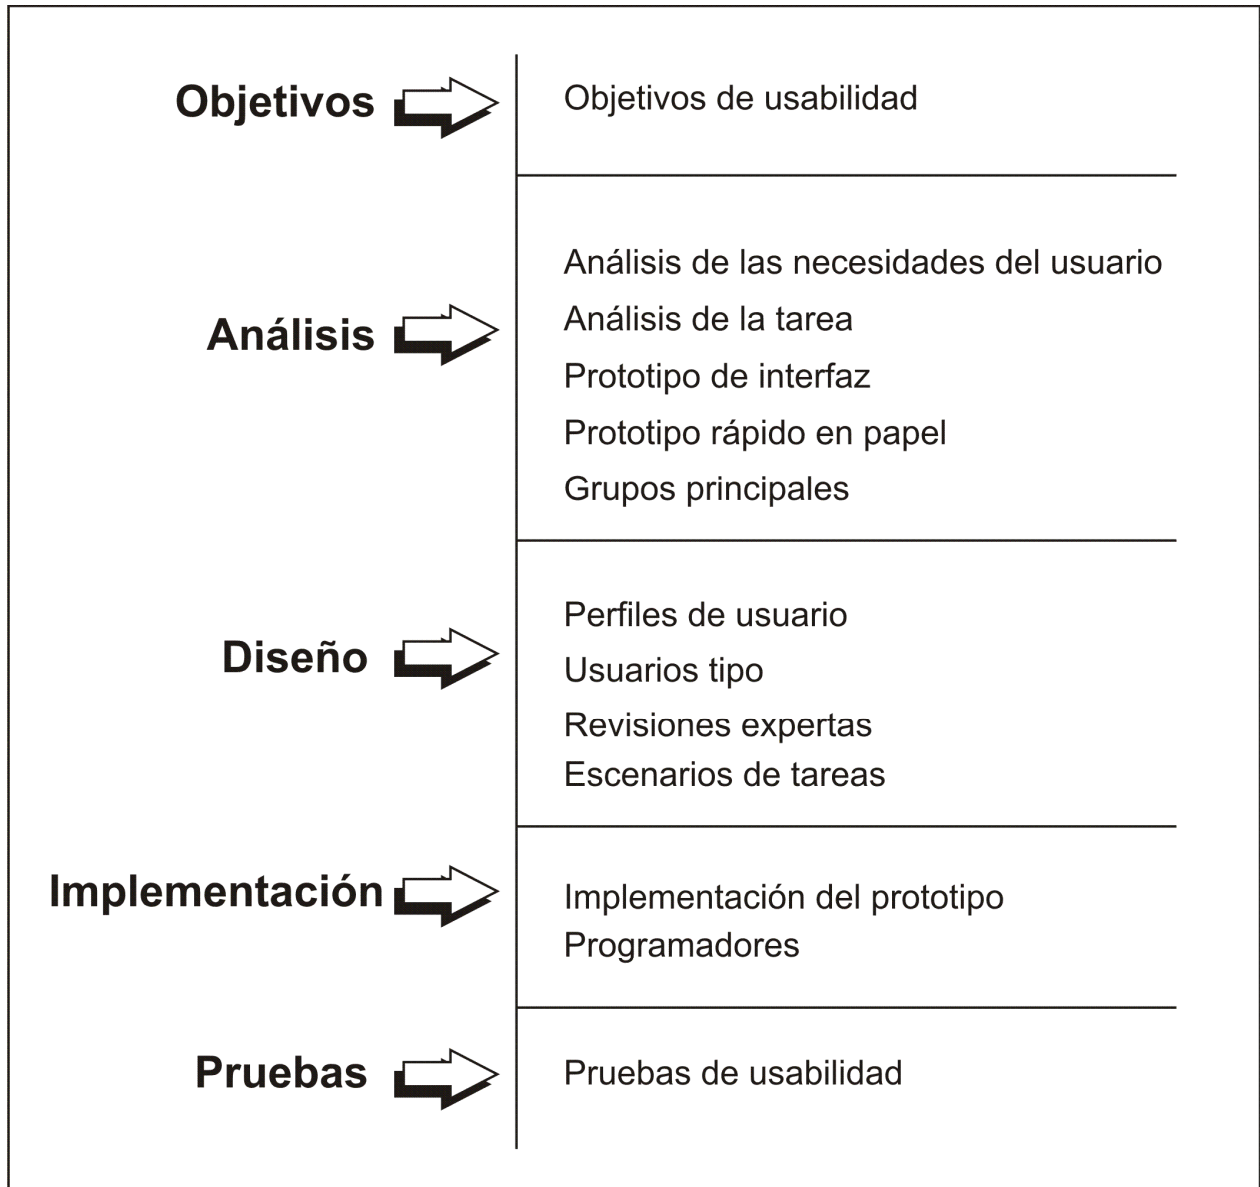 Objetivos
Objetivos de usabilidad
Análisis
Análisis de las necesidades del usuario
Análisis de la tarea
Prototipo de interfaz
Prototipo rápido en papel
Grupos principales
Diseño
Perfiles de usuario
Usuarios tipo
Revisiones expertas
Escenarios de tareas
Implementación
Implementación del prototipo
Programadores
Pruebas
Pruebas de usabilidad